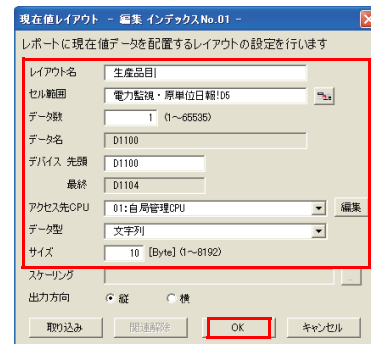 現在値レイアウト - 編集 インデックスNo.01 -
レポートに現在値データを配置するレイアウトの設定を行います
レイアウト名 生産品目
セル範囲 電力監視・原単位日報!D5
データ数 1 (1～65535)
データ名 D1100
デバイス 先頭 D1100
最終 D1104
アクセス先CPU 01:自局管理CPU 編集
データ型 文字列
サイズ 10 [Byte] (1～8192)
スケーリング ...
出力方向 縦 横
取り込み 関連解除 OK キャンセル